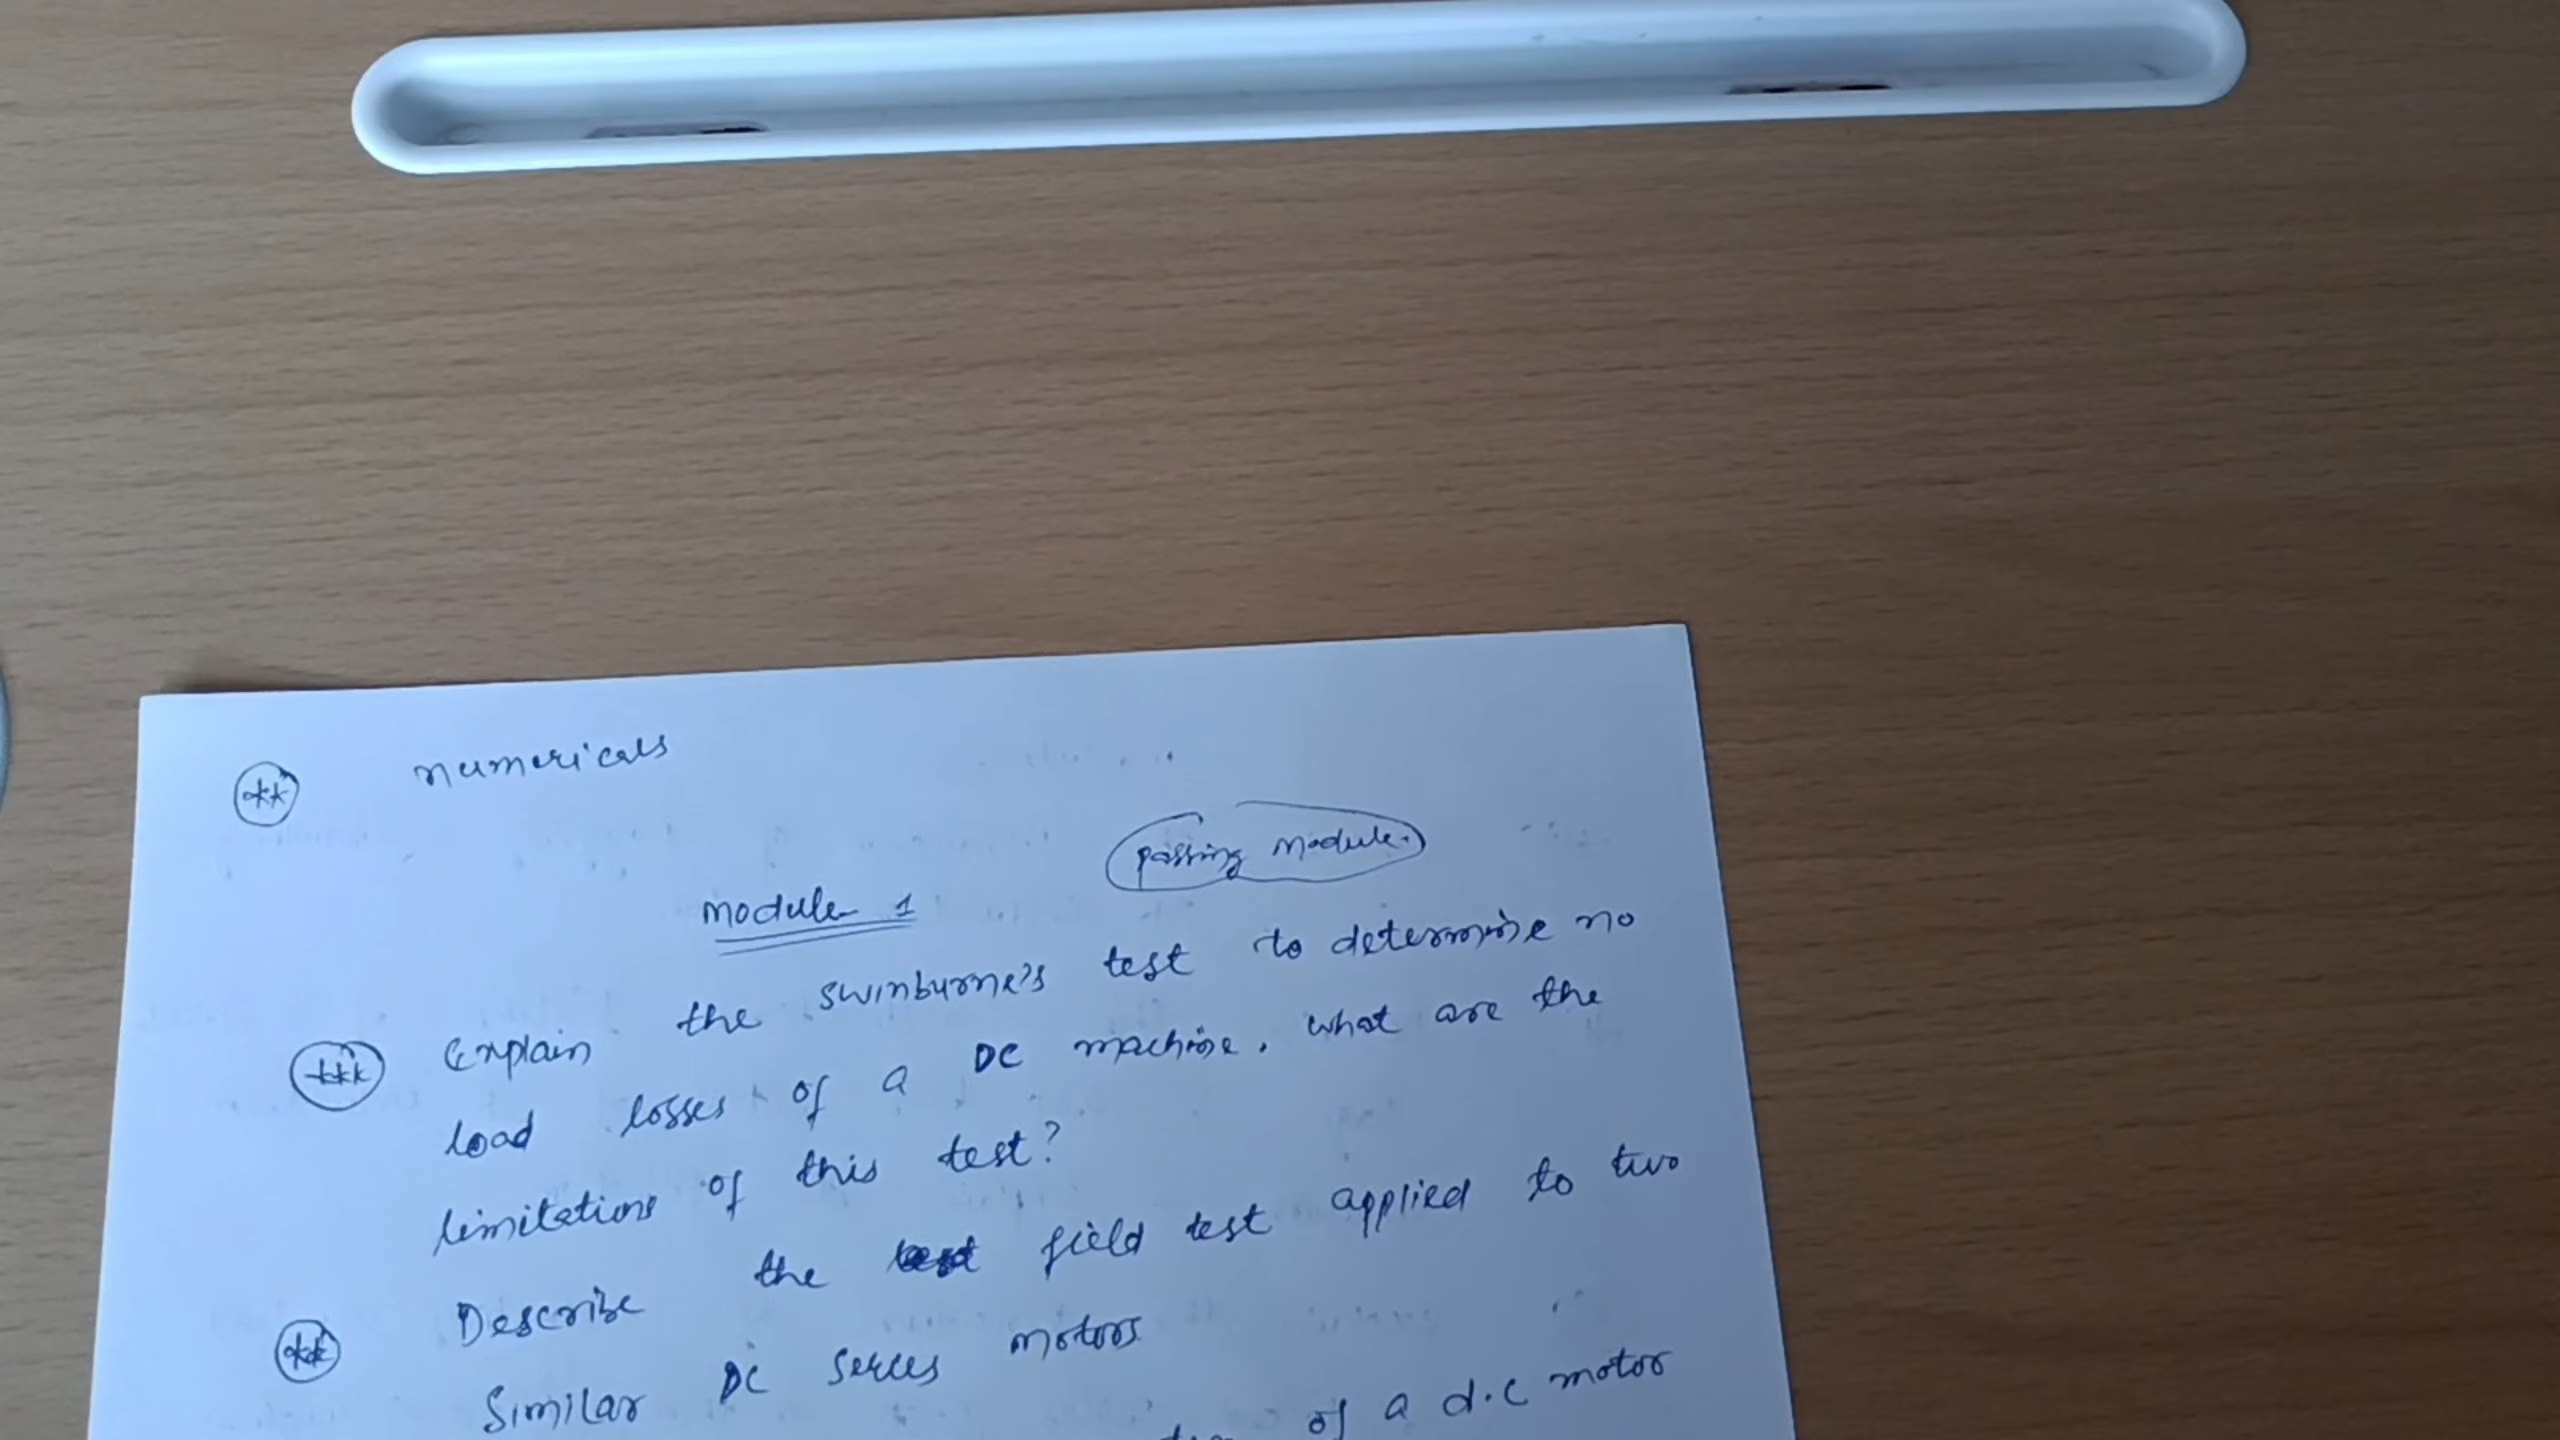 ** numericals
passing module.
module 1
*** Explain the swinburne's test to determine no
load losses of a DC machine. what are the
limitations of this test?
** Describe the field test applied to two
Similar DC series motors
of a d.c motor